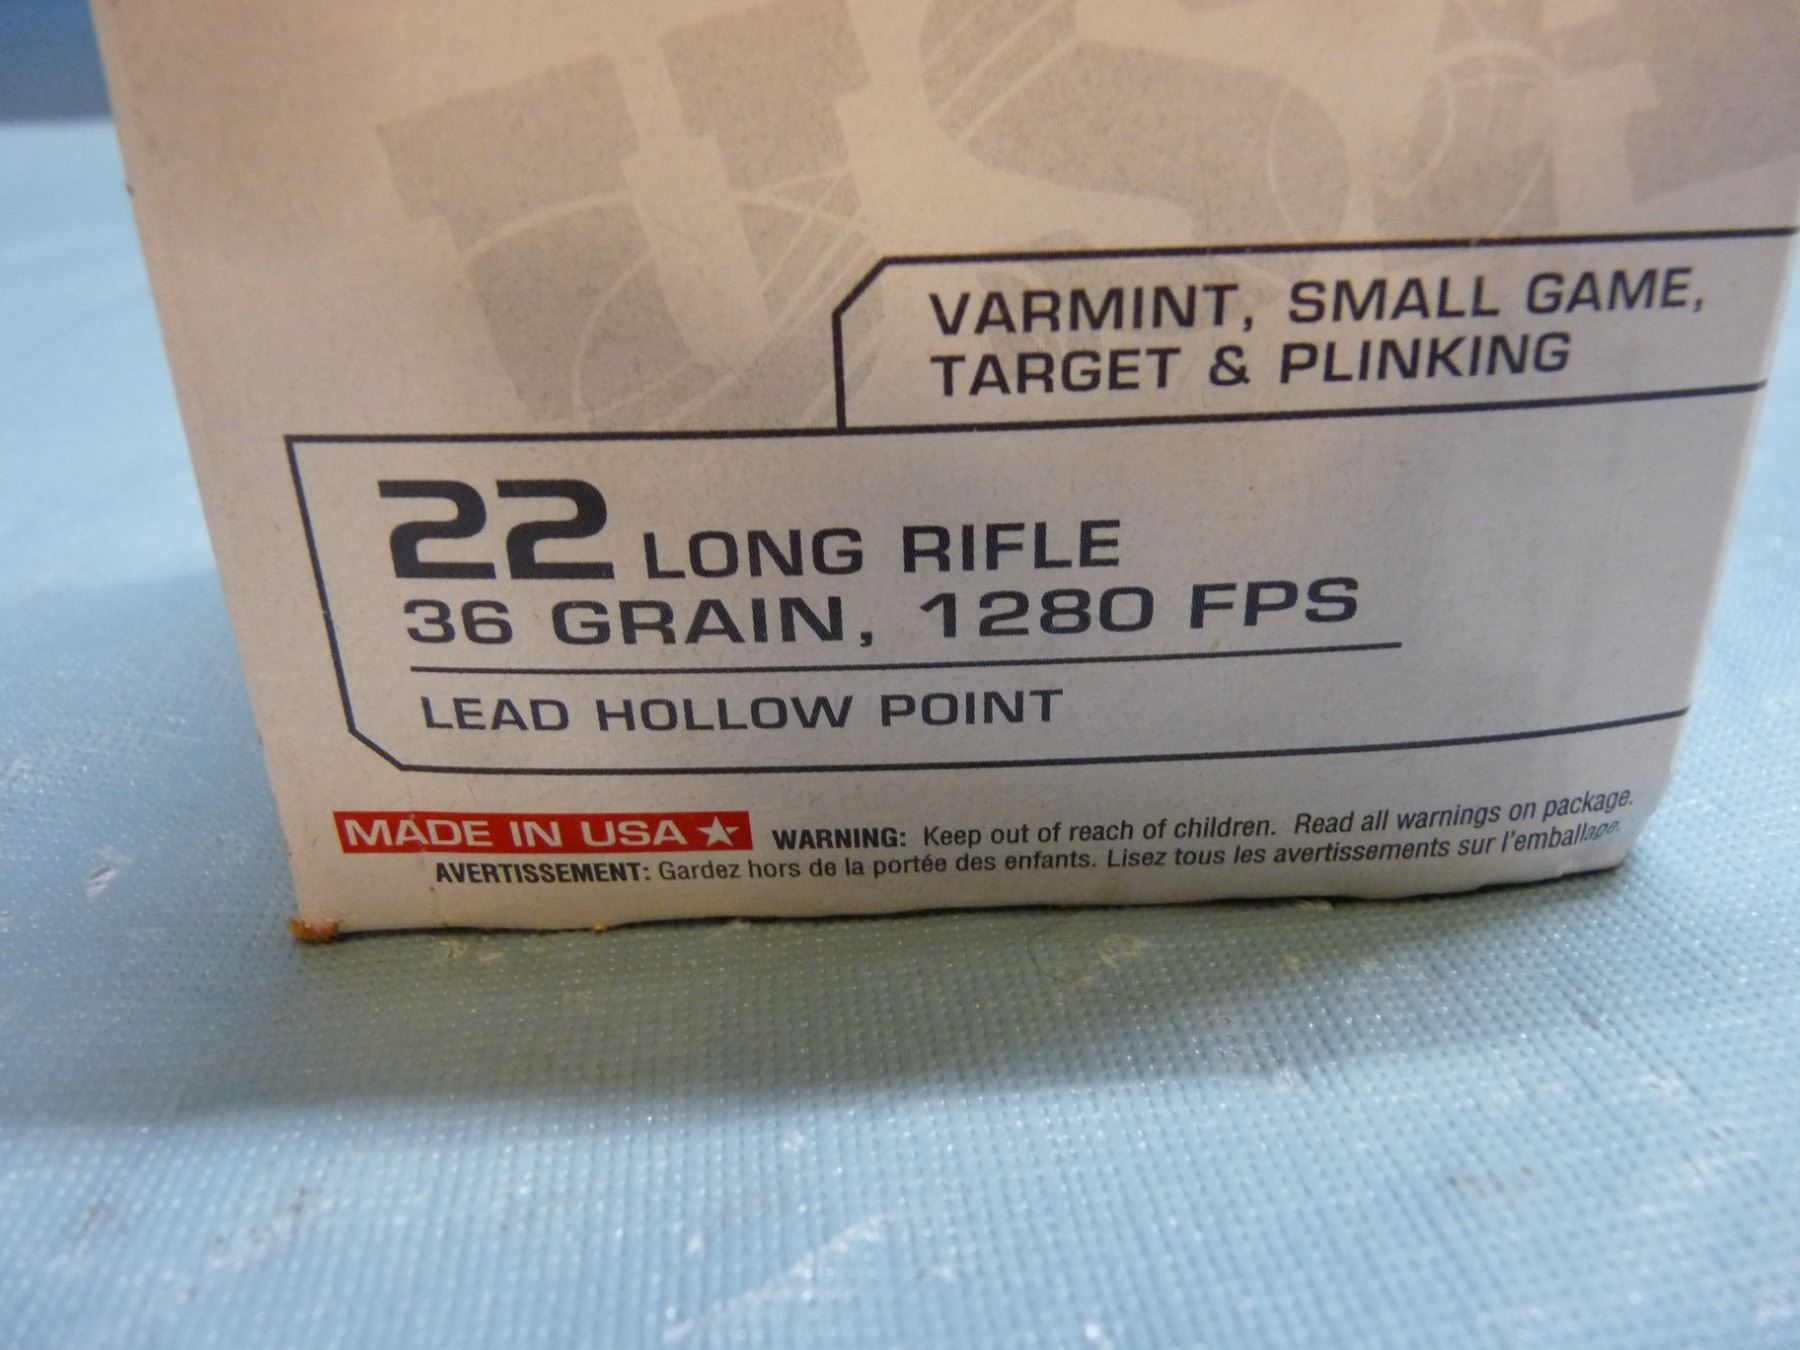 VARMINT, SMALL GAME,
TARGET & PLINKING
22 LONG RIFLE
36 GRAIN, 1280 FPS
LEAD HOLLOW POINT
MADE IN USA ★ WARNING: Keep out of reach of children. Read all warnings on package.
AVERTISSEMENT: Gardez hors de la portée des enfants. Lisez tous les avertissements sur l'emballage.